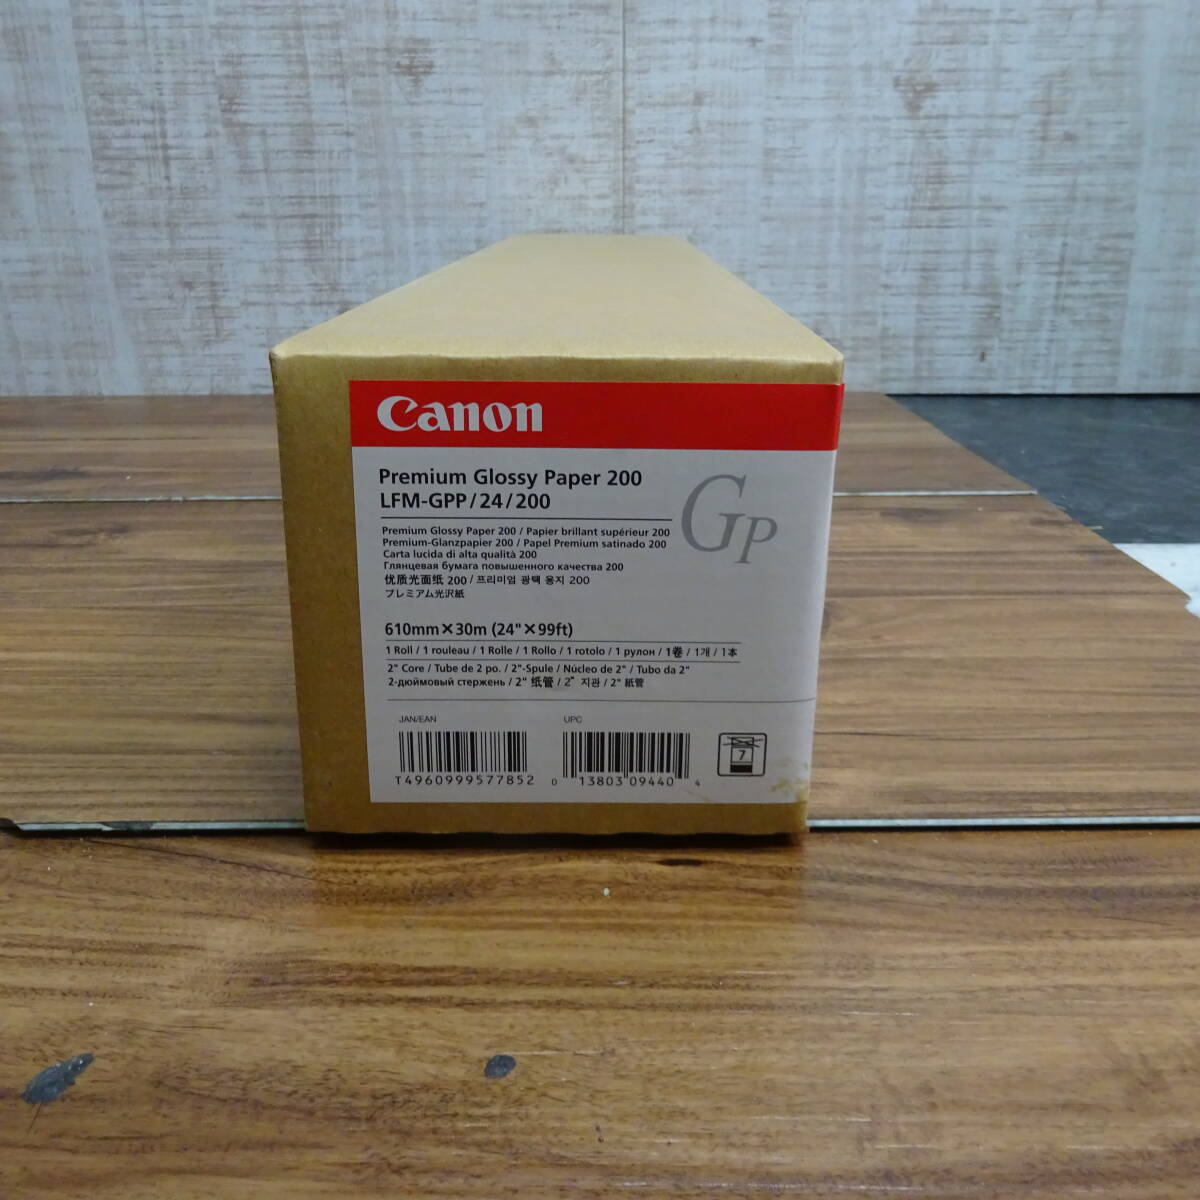 Canon
Premium Glossy Paper 200
LFM-GPP/24/200
GP
Premium Glossy Paper 200 / Papier brillant supérieur 200
Premium-Glanzpapier 200 / Papel Premium satinado 200
Carta lucida di alta qualità 200
Глянцевая бумага повышенного качества 200
优质光面纸 200 / 프리미엄 광택 용지 200
プレミアム光沢紙
610mm×30m (24"×99ft)
1 Roll / 1 rouleau / 1 Rolle / 1 Rollo / 1 rotolo / 1 рулон / 1卷 / 1개 / 1本
2" Core / Tube de 2 po. / 2"-Spule / Núcleo de 2" / Tubo da 2"
2-дюймовый стержень / 2" 纸管 / 2" 지관 / 2" 紙管
JAN/EAN
UPC
T4960999577852
0 13803 09440 4
7